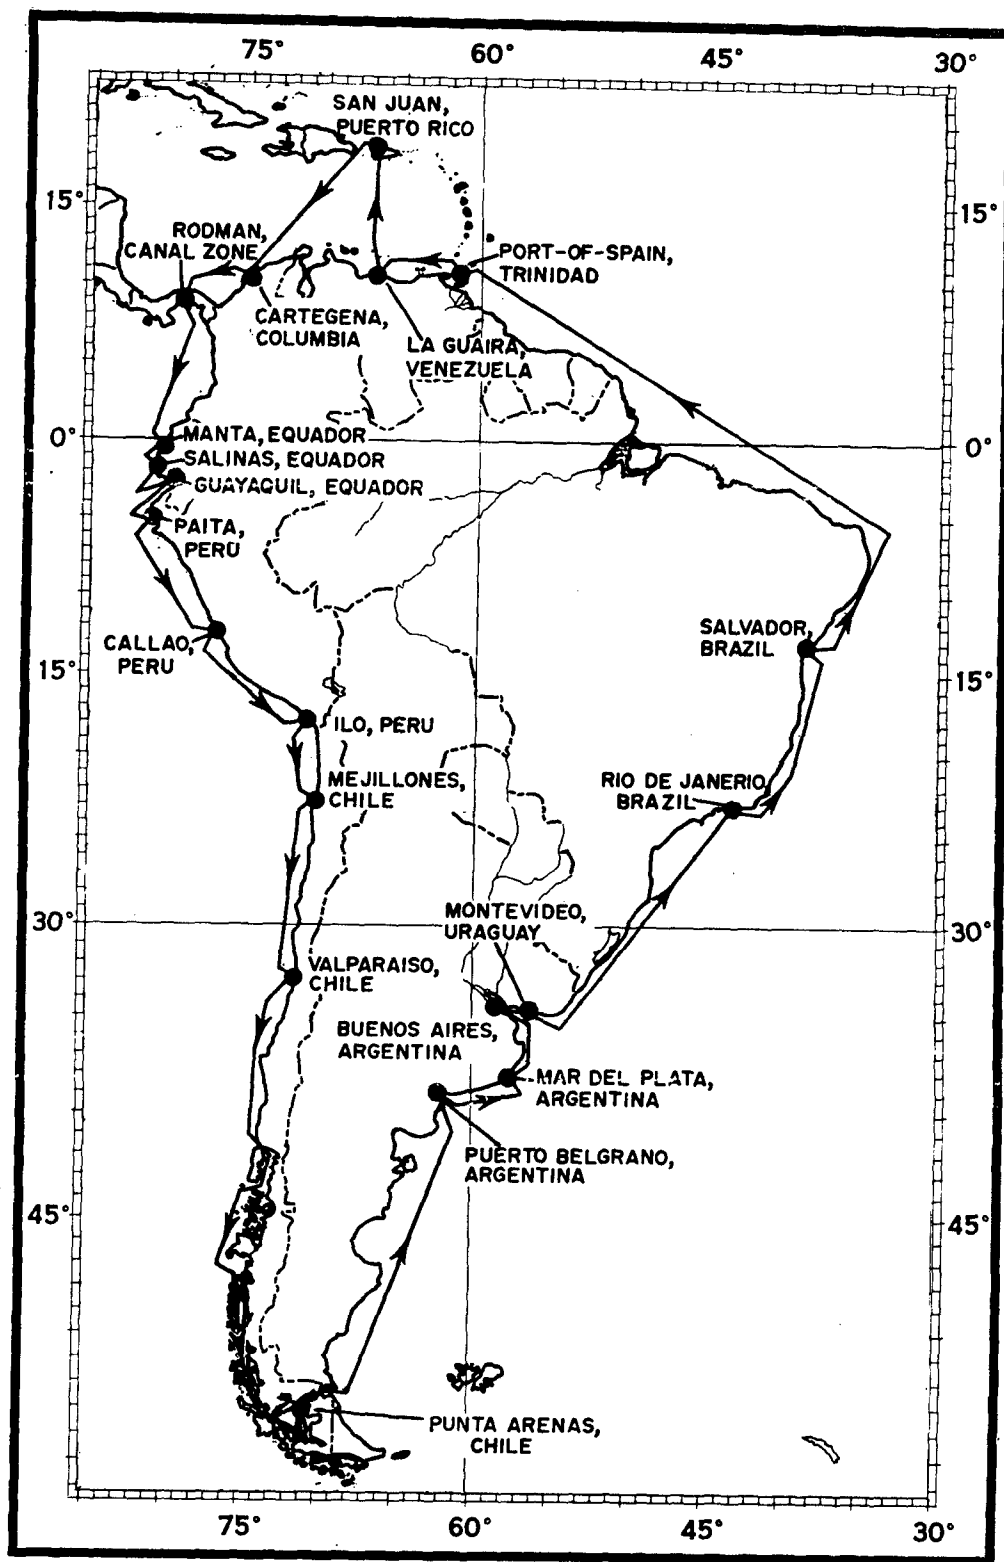 75° 60° 45° 30°
SAN JUAN,
PUERTO RICO
15° 15°
RODMAN,
CANAL ZONE
PORT-OF-SPAIN,
TRINIDAD
CARTEGENA,
COLUMBIA
LA GUAIRA,
VENEZUELA
0° 0°
MANTA, EQUADOR
SALINAS, EQUADOR
GUAYAQUIL, EQUADOR
PAITA,
PERU
CALLAO,
PERU
SALVADOR,
BRAZIL
15° 15°
ILO, PERU
MEJILLONES,
CHILE
RIO DE JANERIO,
BRAZIL
MONTEVIDEO,
URAGUAY
30° 30°
VALPARAISO,
CHILE
BUENOS AIRES,
ARGENTINA
MAR DEL PLATA,
ARGENTINA
PUERTO BELGRANO,
ARGENTINA
45° 45°
PUNTA ARENAS,
CHILE
75° 60° 45° 30°